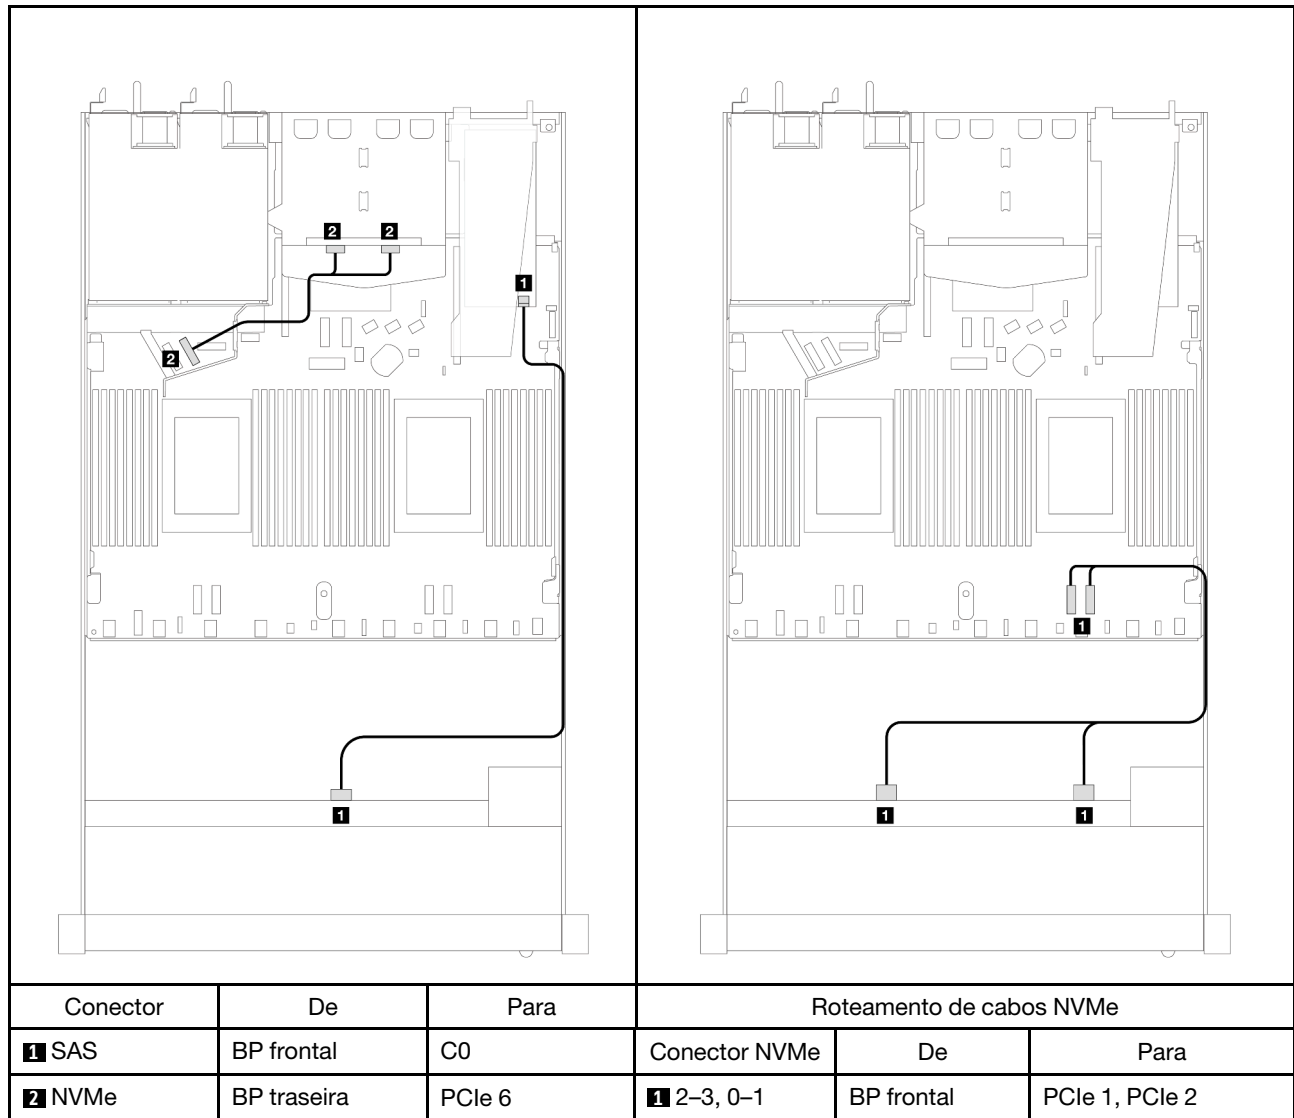 2 2
1
2
1
1
1 1
Conector De Para Roteamento de cabos NVMe
1 SAS BP frontal C0 Conector NVMe De Para
2 NVMe BP traseira PCIe 6 1 2–3, 0–1 BP frontal PCIe 1, PCIe 2